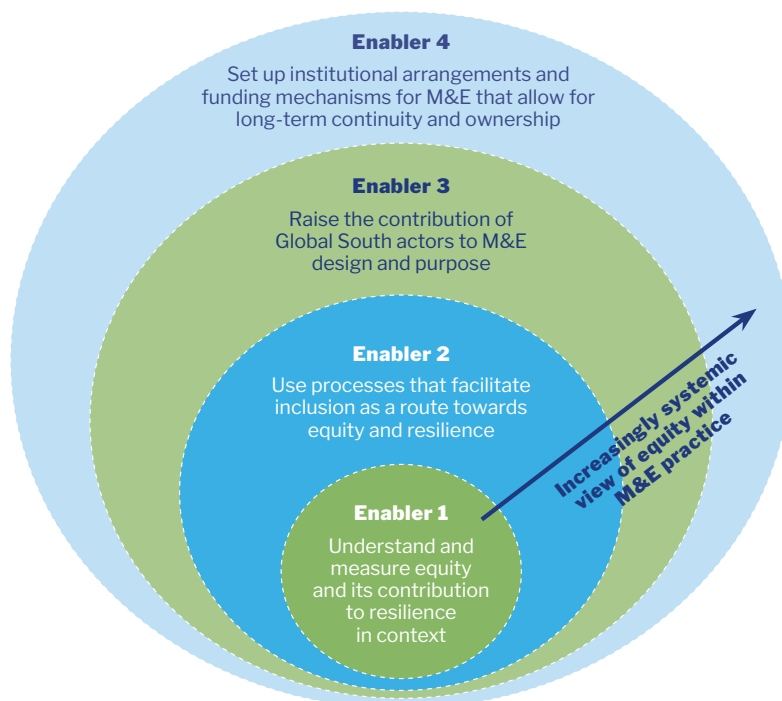 Enabler 4
Set up institutional arrangements and
funding mechanisms for M&E that allow for
long-term continuity and ownership
Enabler 3
Raise the contribution of
Global South actors to M&E
design and purpose
Enabler 2
Use processes that facilitate
inclusion as a route towards
equity and resilience
Increasingly systemic
view of equity within
M&E practice
Enabler 1
Understand and
measure equity
and its contribution
to resilience
in context